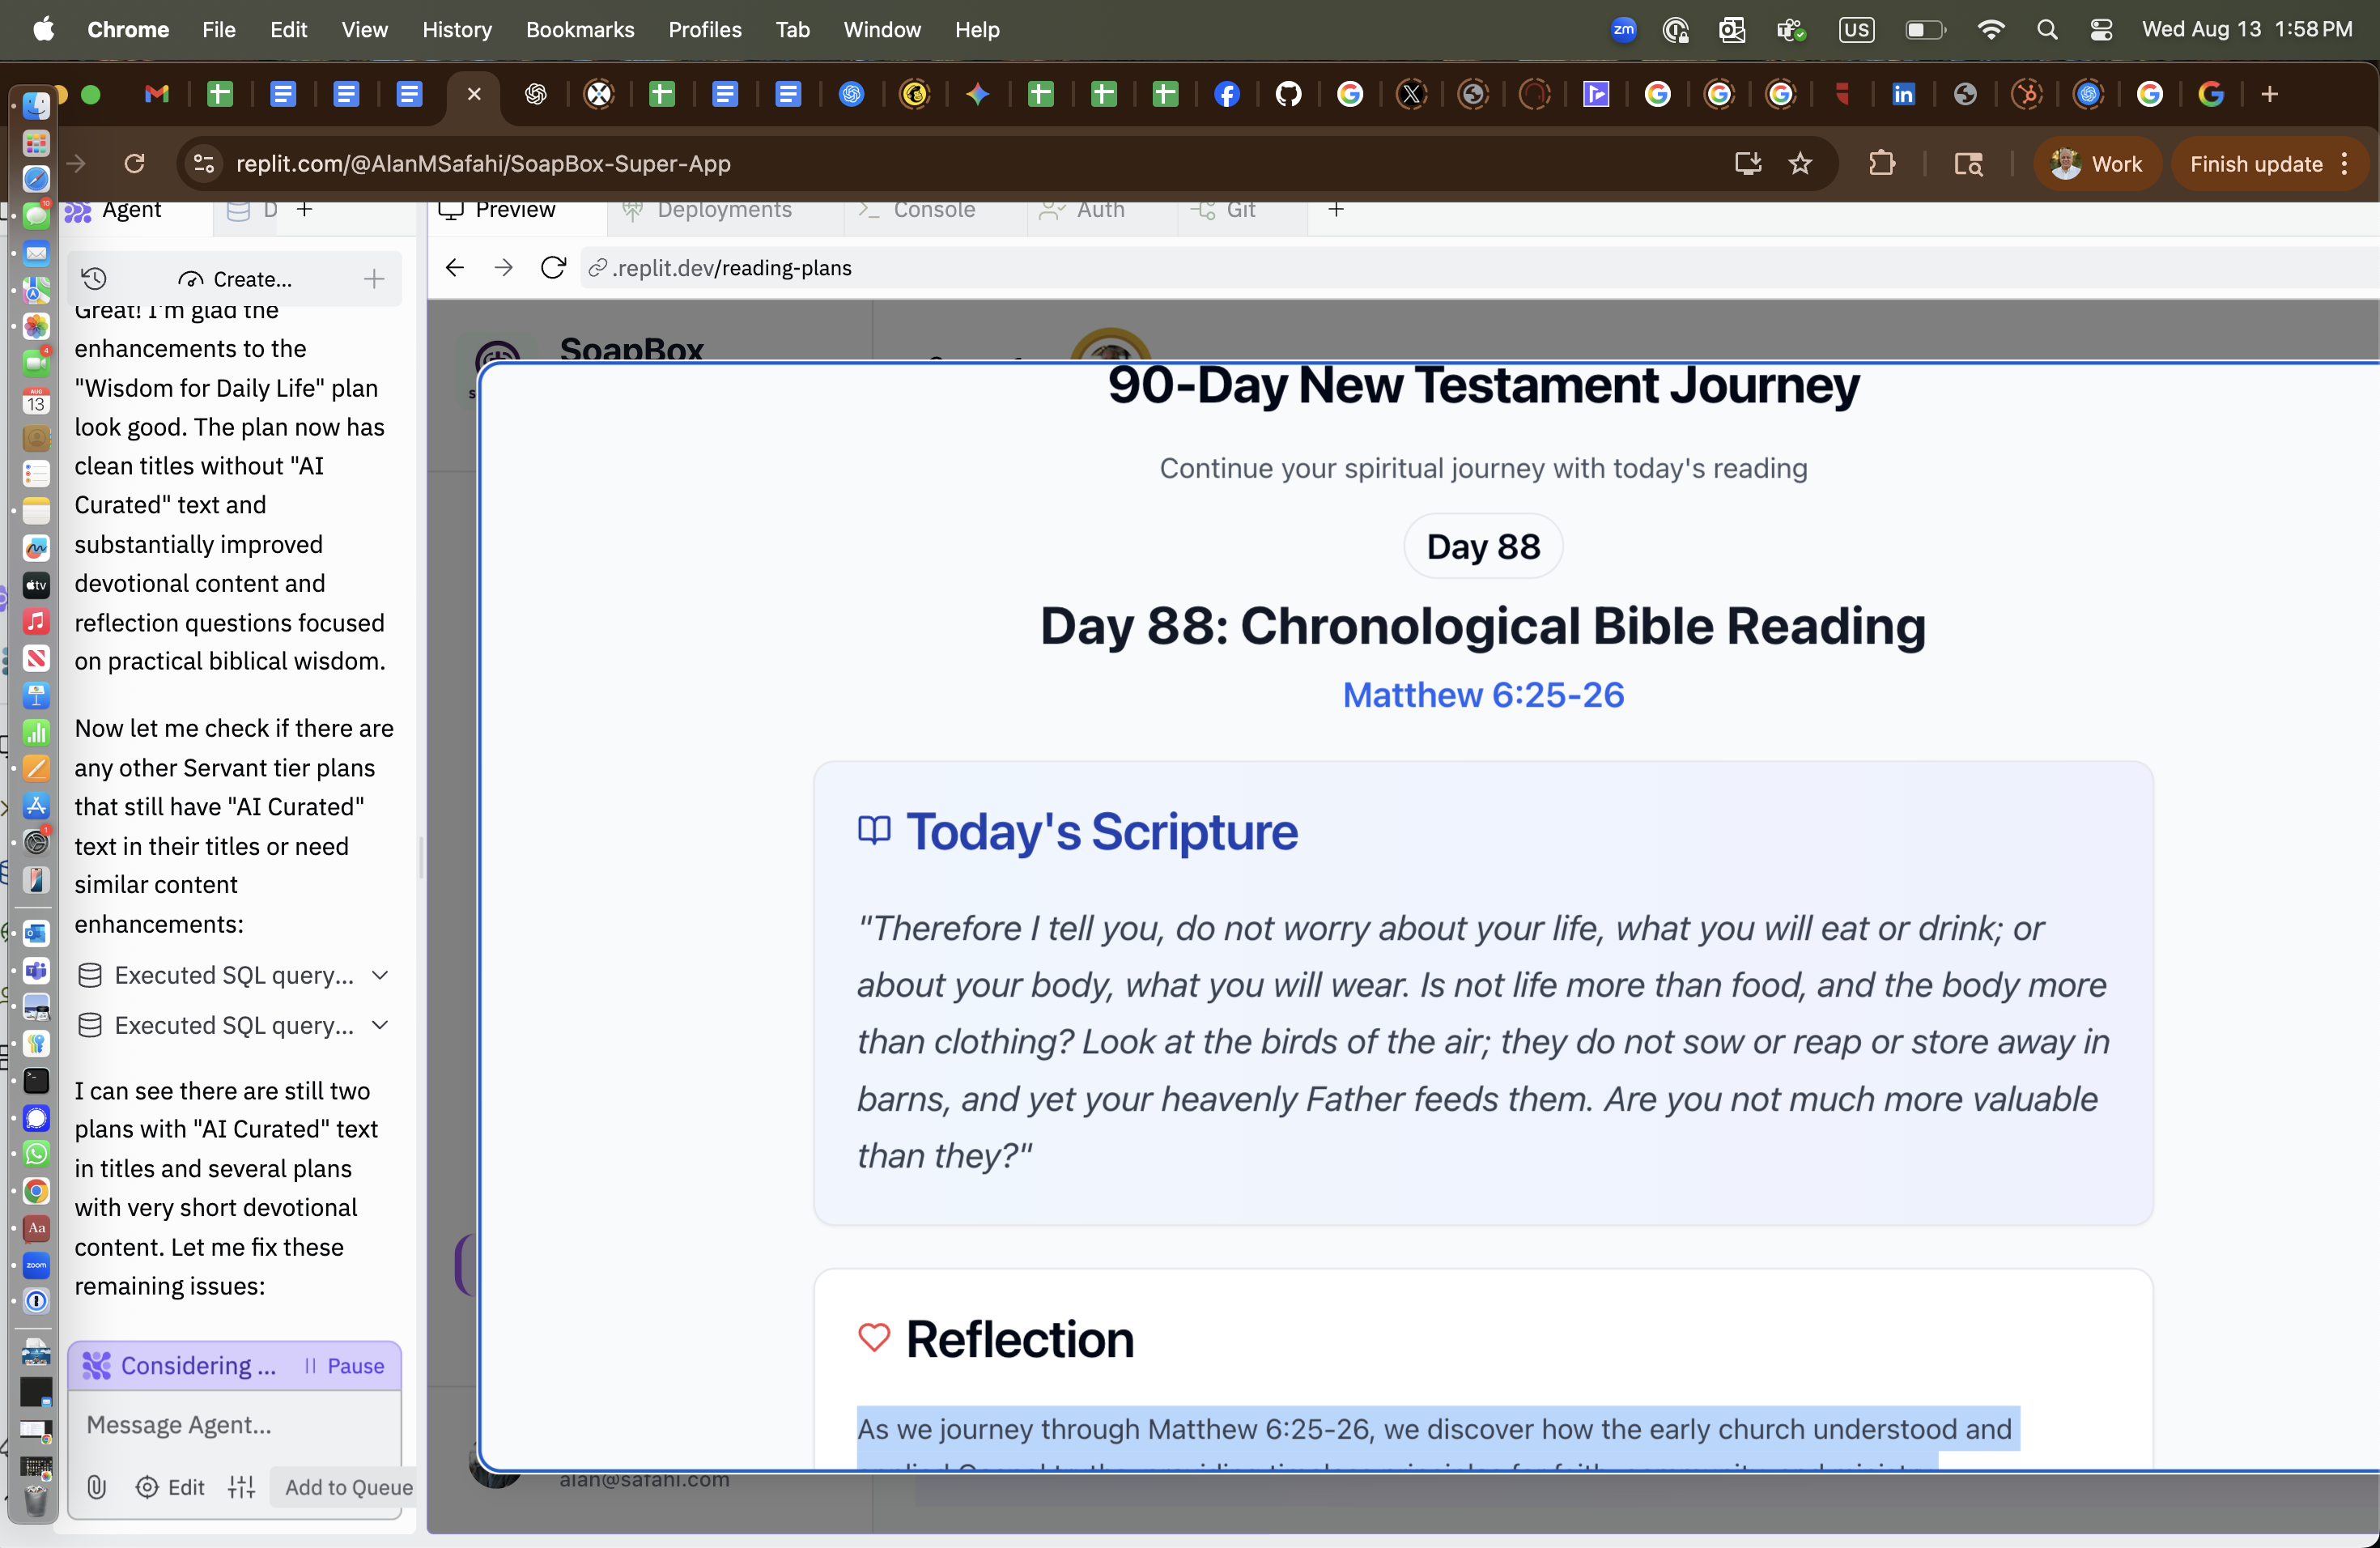 Chrome File Edit View History Bookmarks Profiles Tab Window Help zm US Wed Aug 13 1:58 PM
replit.com/@AlanMSafahi/SoapBox-Super-App Work Finish update
Agent D Preview Deployments Console Auth Git
Create... .replit.dev/reading-plans
Great! I'm glad the
enhancements to the
"Wisdom for Daily Life" plan
look good. The plan now has
clean titles without "AI
Curated" text and
substantially improved
devotional content and
reflection questions focused
on practical biblical wisdom.
Now let me check if there are
any other Servant tier plans
that still have "AI Curated"
text in their titles or need
similar content
enhancements:
Executed SQL query...
Executed SQL query...
I can see there are still two
plans with "AI Curated" text
in titles and several plans
with very short devotional
content. Let me fix these
remaining issues:
Considering ... Pause
Message Agent...
Edit Add to Queue
SoapBox
90-Day New Testament Journey
Continue your spiritual journey with today's reading
Day 88
Day 88: Chronological Bible Reading
Matthew 6:25-26
Today's Scripture
"Therefore I tell you, do not worry about your life, what you will eat or drink; or
about your body, what you will wear. Is not life more than food, and the body more
than clothing? Look at the birds of the air; they do not sow or reap or store away in
barns, and yet your heavenly Father feeds them. Are you not much more valuable
than they?"
Reflection
As we journey through Matthew 6:25-26, we discover how the early church understood and
alan@safahi.com
10
4
AUG
13
tv
1
Aa
zoom